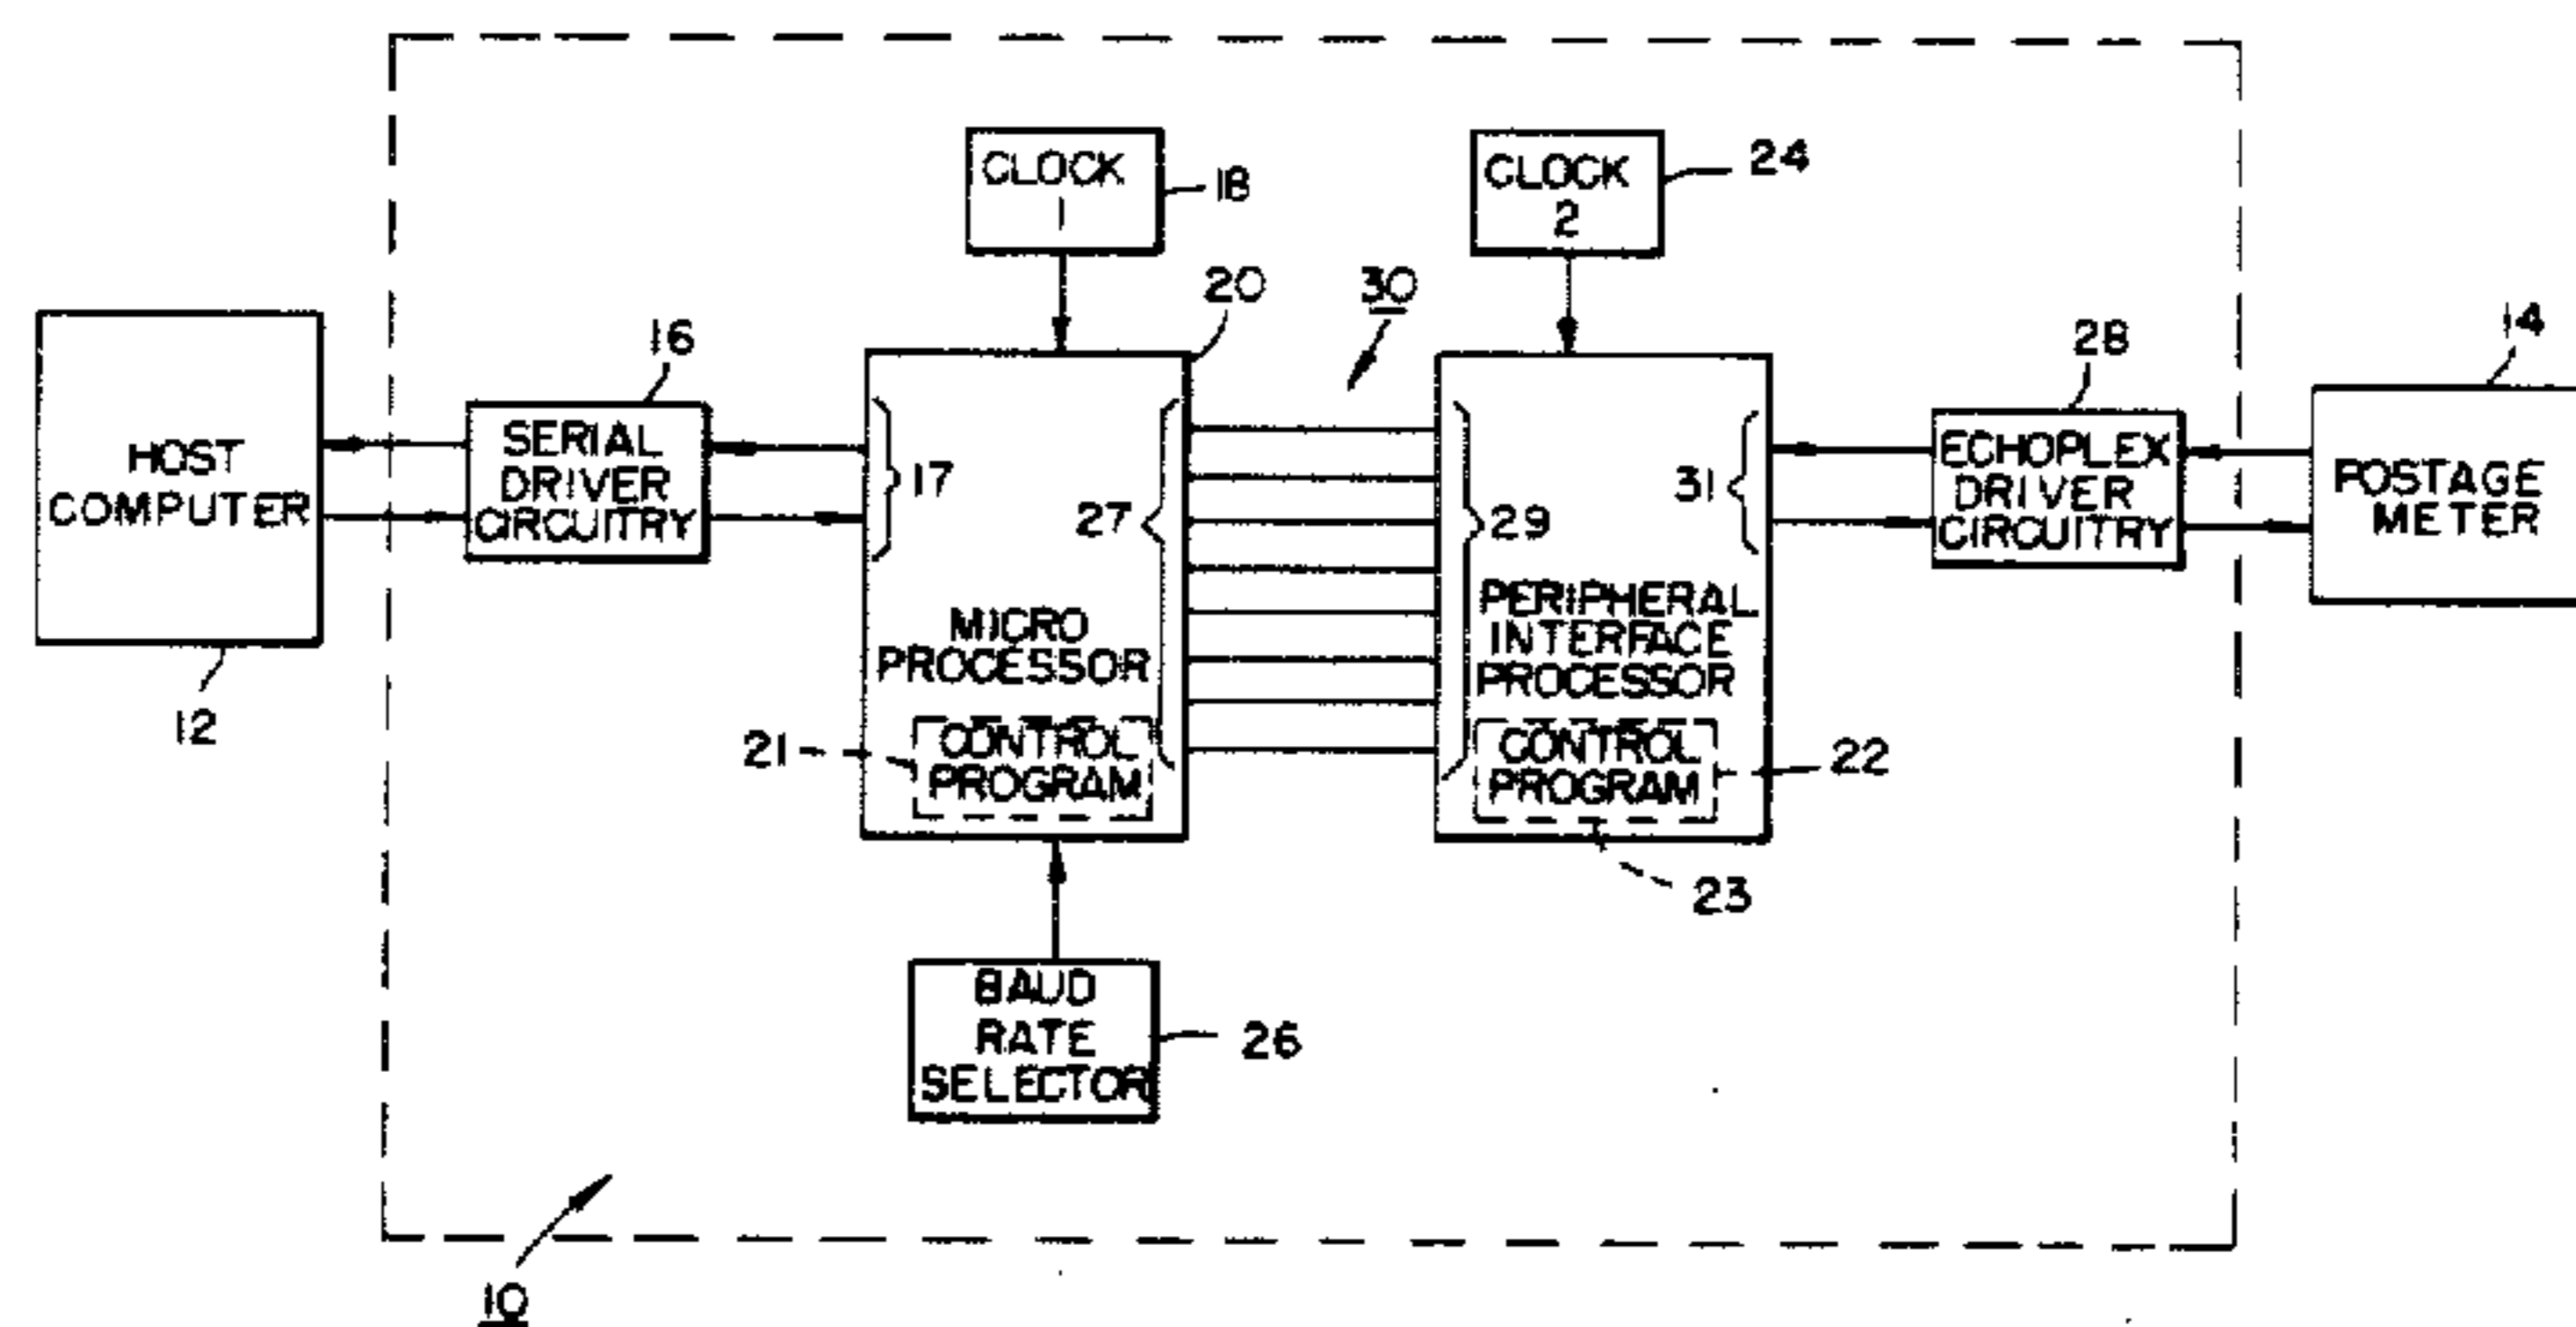 CLOCK
1
18
CLOCK
2
24
20
30
16
28
14
HOST
COMPUTER
12
SERIAL
DRIVER
CIRCUITRY
17
27
29
31
ECHOPLEX
DRIVER
CIRCUITRY
POSTAGE
METER
MICRO
PROCESSOR
PERIPHERAL
INTERFACE
PROCESSOR
21
CONTROL
PROGRAM
CONTROL
PROGRAM
22
23
BAUD
RATE
SELECTOR
26
10